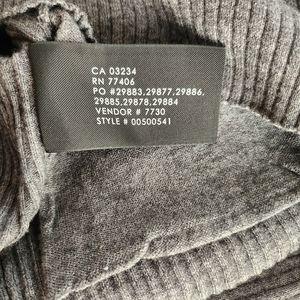 CA 03234
RN 77406
PO #29883,29877,29886,
29885,29878,29884
VENDOR # 7730
STYLE # 00500541